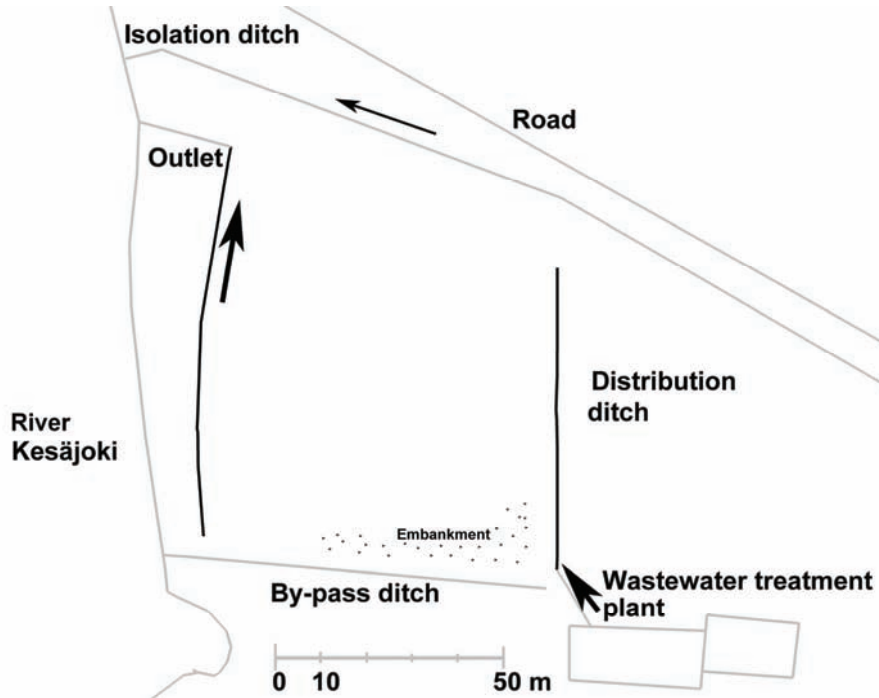 Isolation ditch
Road
Outlet
Distribution
ditch
River
Kesäjoki
Embankment
Wastewater treatment
plant
By-pass ditch
0 10 50 m